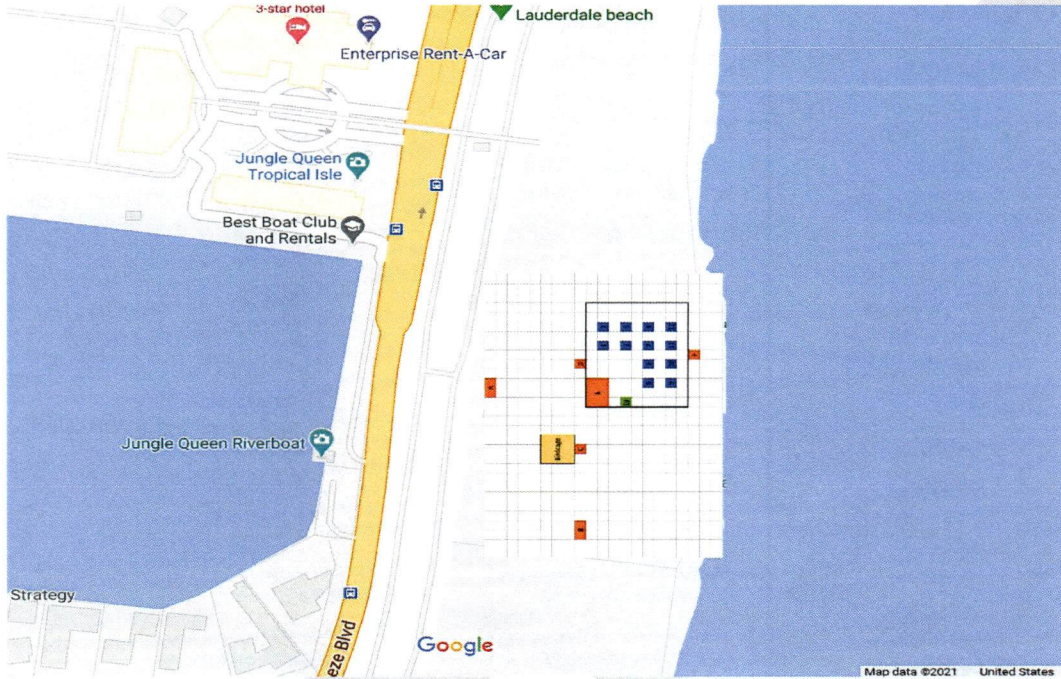 3-star hotel
Lauderdale beach
Enterprise Rent-A-Car
Jungle Queen
Tropical Isle
Best Boat Club
and Rentals
Jungle Queen Riverboat
Strategy
eze Blvd
Google
Map data ©2021 United States